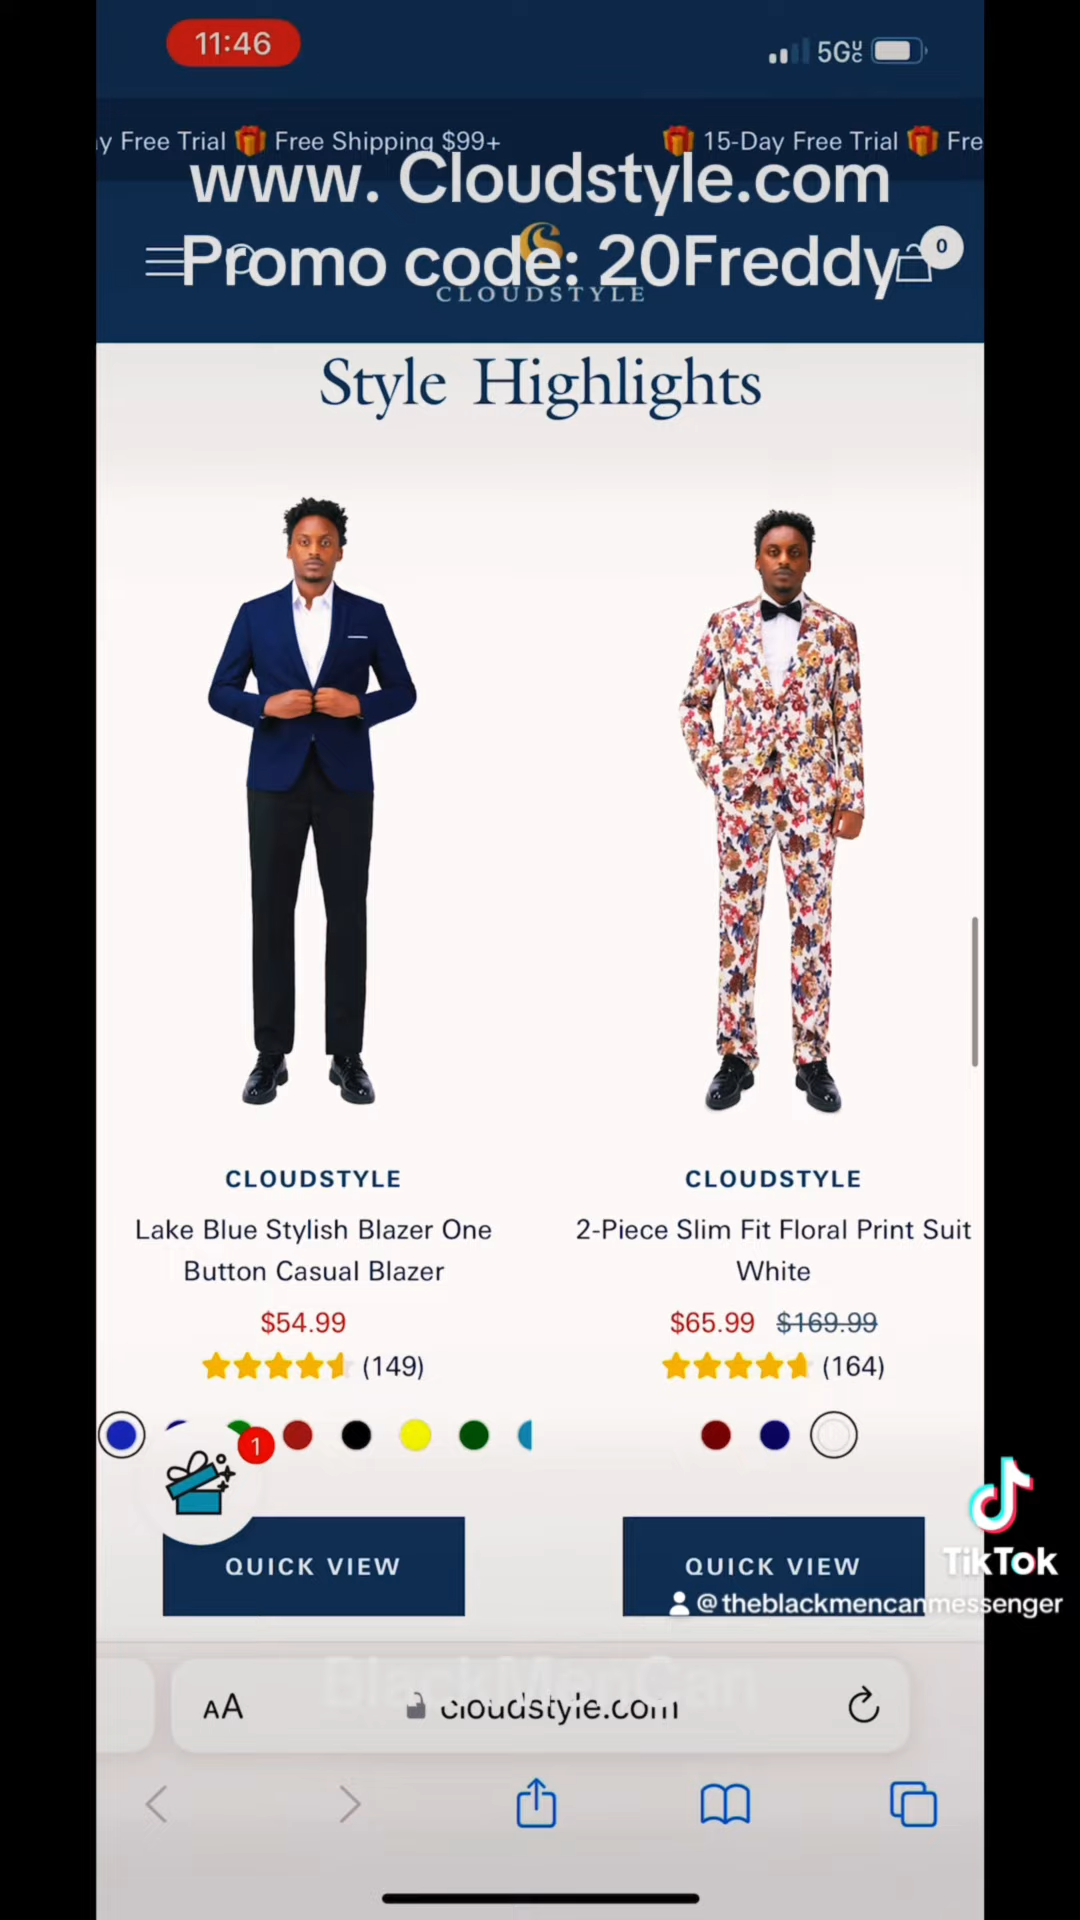 11:46
5G UC
y Free Trial 🎁 Free Shipping $99+ 🎁 15-Day Free Trial 🎁 Fre
www. Cloudstyle.com
Promo code: 20Freddy
0
CLOUDSTYLE
Style Highlights
CLOUDSTYLE
Lake Blue Stylish Blazer One
Button Casual Blazer
$54.99
(149)
CLOUDSTYLE
2-Piece Slim Fit Floral Print Suit
White
$65.99 $169.99
(164)
1
QUICK VIEW
QUICK VIEW
TikTok
@theblackmencanmessenger
BlackMenCan
AA
cloudstyle.com